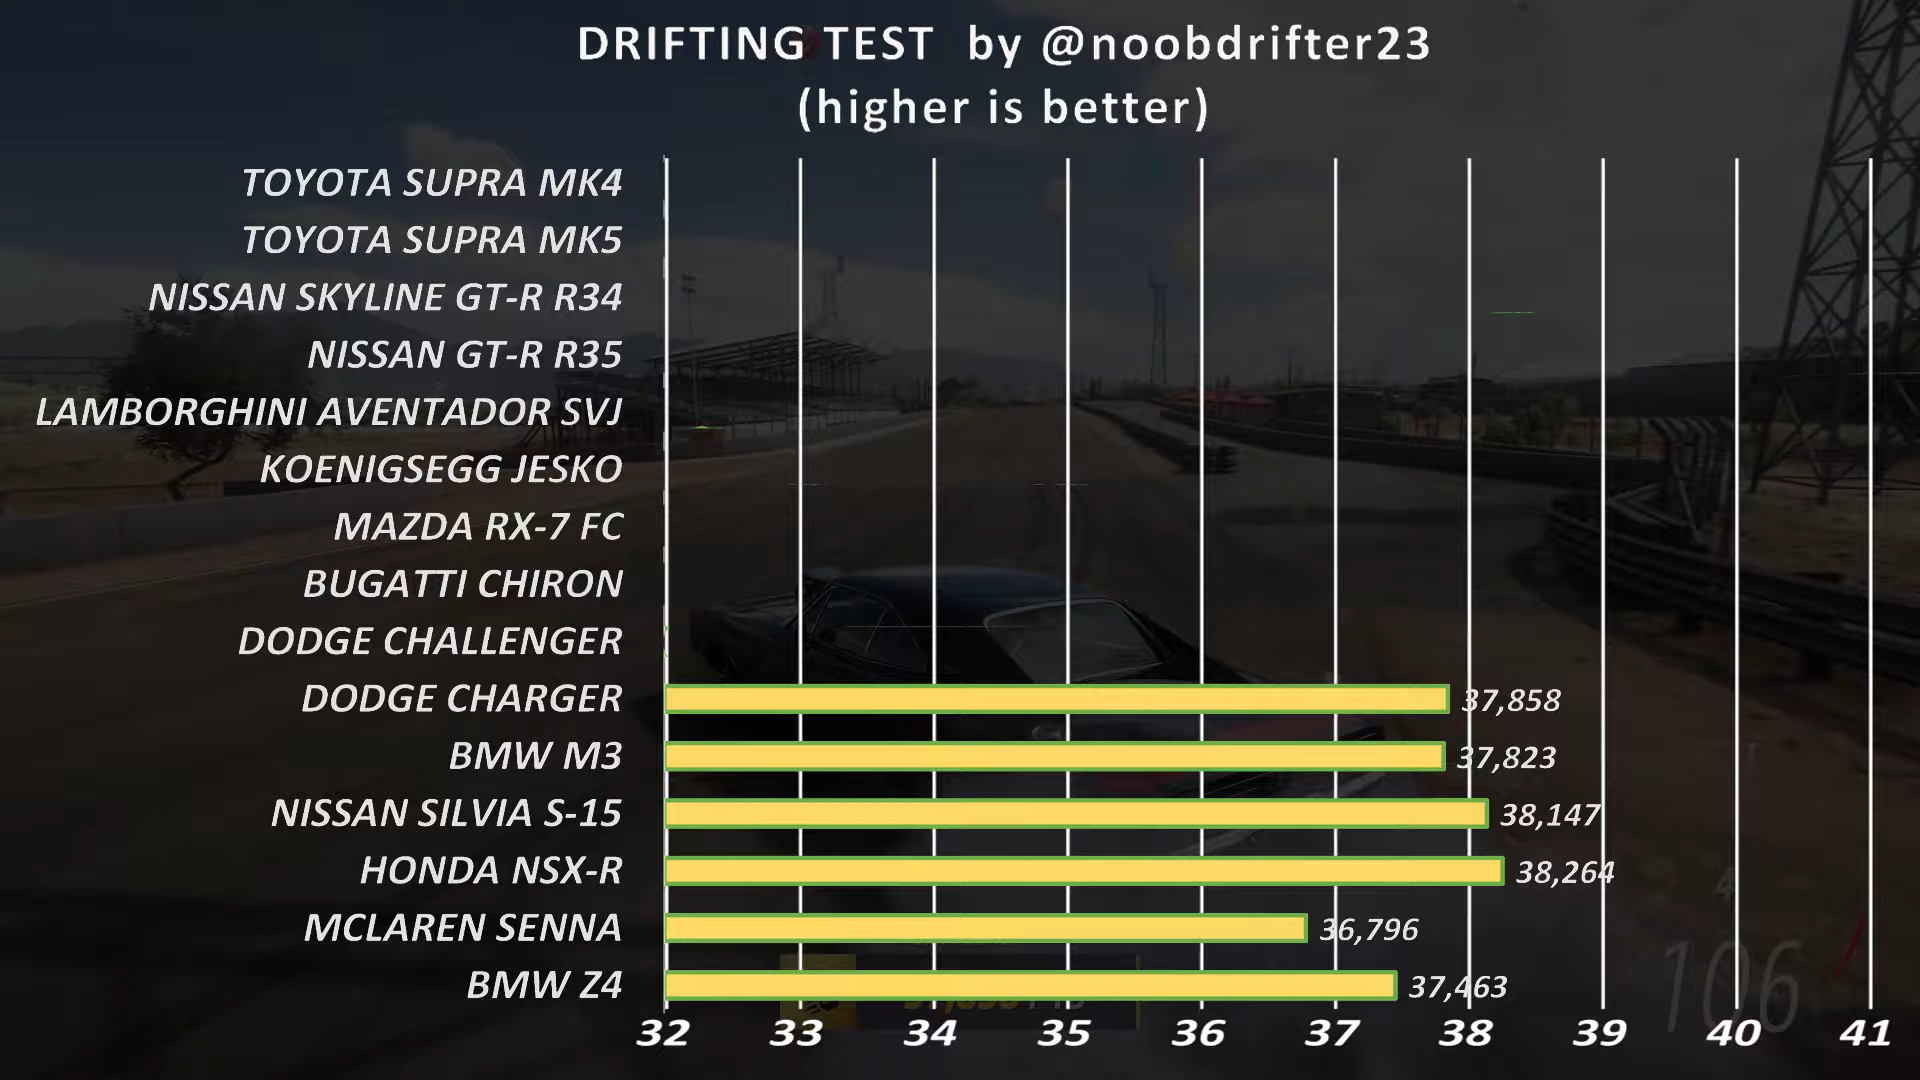 DRIFTING TEST by @noobdrifter23
(higher is better)
TOYOTA SUPRA MK4
TOYOTA SUPRA MK5
NISSAN SKYLINE GT-R R34
NISSAN GT-R R35
LAMBORGHINI AVENTADOR SVJ
KOENIGSEGG JESKO
MAZDA RX-7 FC
BUGATTI CHIRON
DODGE CHALLENGER
DODGE CHARGER 37,858
BMW M3 37,823
NISSAN SILVIA S-15 38,147
HONDA NSX-R 38,264
MCLAREN SENNA 36,796
BMW Z4 37,463
4
106
32 33 34 35 36 37 38 39 40 41